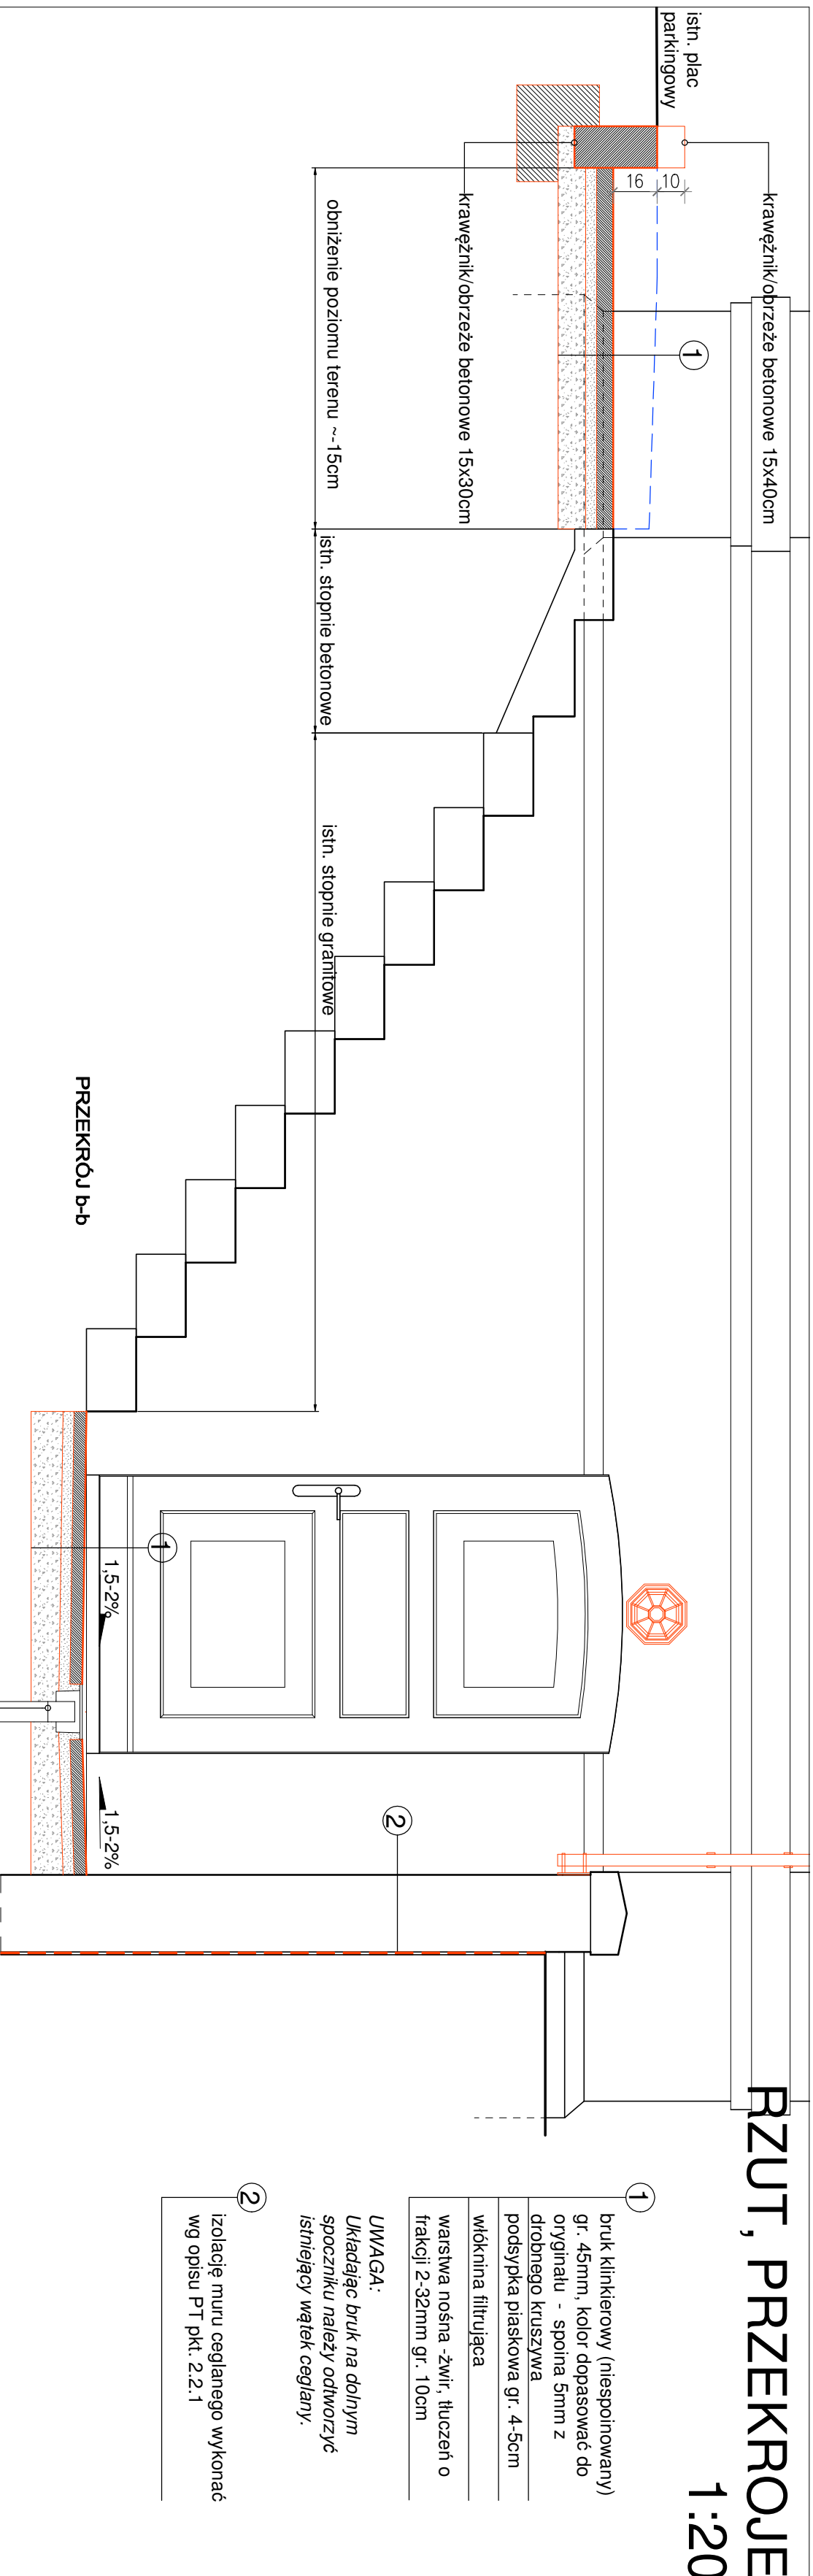 RZUT, PRZEKROJE
1:20
istn. plac
parkingowy
krawężnik/obrzeże betonowe 15x40cm
16
10
krawężnik/obrzeże betonowe 15x30cm
1
obniżenie poziomu terenu ~-15cm
istn. stopnie betonowe
istn. stopnie granitowe
PRZEKRÓJ b-b
1
1,5-2%
1,5-2%
2
1
bruk klinkierowy (niespoinowany)
gr. 45mm, kolor dopasować do
oryginału - spoina 5mm z
drobnego kruszywa
podsypka piaskowa gr. 4-5cm
włóknina filtrująca
warstwa nośna -żwir, tłuczeń o
frakcji 2-32mm gr. 10cm
UWAGA:
Układając bruk na dolnym
spoczniku należy odtworzyć
istniejący wątek ceglany.
2
izolację muru ceglanego wykonać
wg opisu PT pkt. 2.2.1